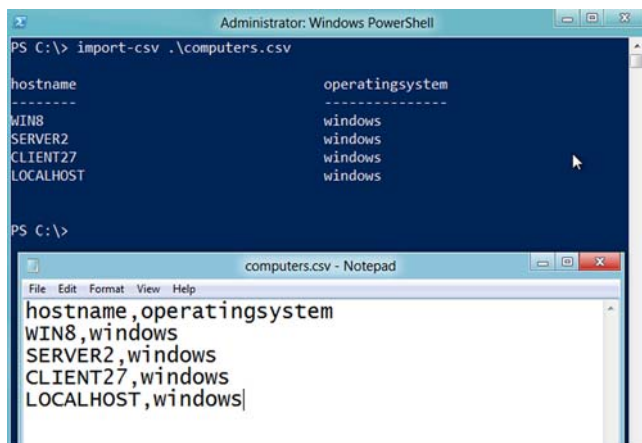 Administrator: Windows PowerShell
PS C:\> import-csv .\computers.csv
hostname operatingsystem
-------- ---------------
WIN8 windows
SERVER2 windows
CLIENT27 windows
LOCALHOST windows
PS C:\>
computers.csv - Notepad
File Edit Format View Help
hostname,operatingsystem
WIN8,windows
SERVER2,windows
CLIENT27,windows
LOCALHOST,windows